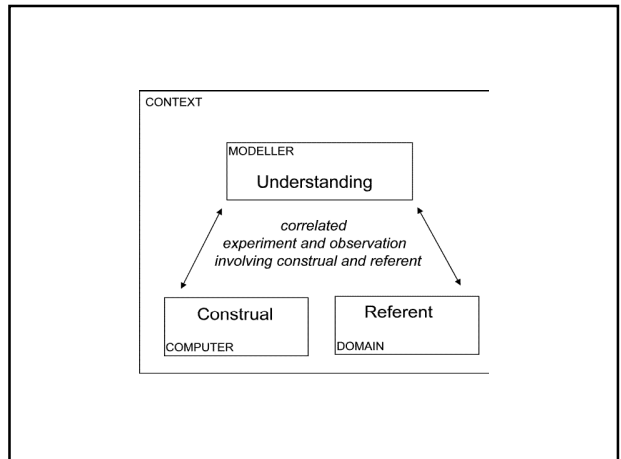 CONTEXT
MODELLER
Understanding
correlated
experiment and observation
involving construal and referent
Construal
COMPUTER
Referent
DOMAIN